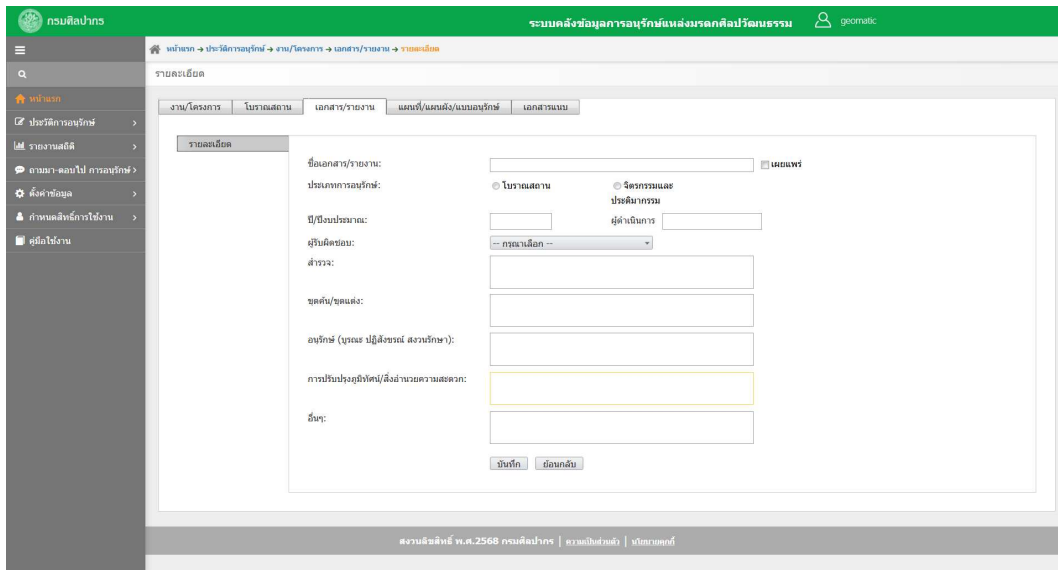 กรมศิลปากร
ระบบคลังข้อมูลการอนุรักษ์แหล่งมรดกศิลปวัฒนธรรม
geomatic
หน้าแรก → ประวัติการอนุรักษ์ → งาน/โครงการ → เอกสาร/รายงาน → รายละเอียด
รายละเอียด
หน้าแรก
ประวัติการอนุรักษ์
รายงานสถิติ
ถามมา-ตอบไป การอนุรักษ์
ตั้งค่าข้อมูล
กำหนดสิทธิ์การใช้งาน
คู่มือใช้งาน
งาน/โครงการ
โบราณสถาน
เอกสาร/รายงาน
แผนที่/แผนผัง/แบบอนุรักษ์
เอกสารแนบ
รายละเอียด
ชื่อเอกสาร/รายงาน:
เผยแพร่
ประเภทการอนุรักษ์:
โบราณสถาน
จิตรกรรมและ
ประติมากรรม
ปี/ปีงบประมาณ:
ผู้ดำเนินการ
ผู้รับผิดชอบ:
-- กรุณาเลือก --
สำรวจ:
ขุดค้น/ขุดแต่ง:
อนุรักษ์ (บูรณะ ปฏิสังขรณ์ สงวนรักษา):
การปรับปรุงภูมิทัศน์/สิ่งอำนวยความสะดวก:
อื่นๆ:
บันทึก
ย้อนกลับ
สงวนลิขสิทธิ์ พ.ศ.2568 กรมศิลปากร | ความเป็นส่วนตัว | นโยบายคุกกี้